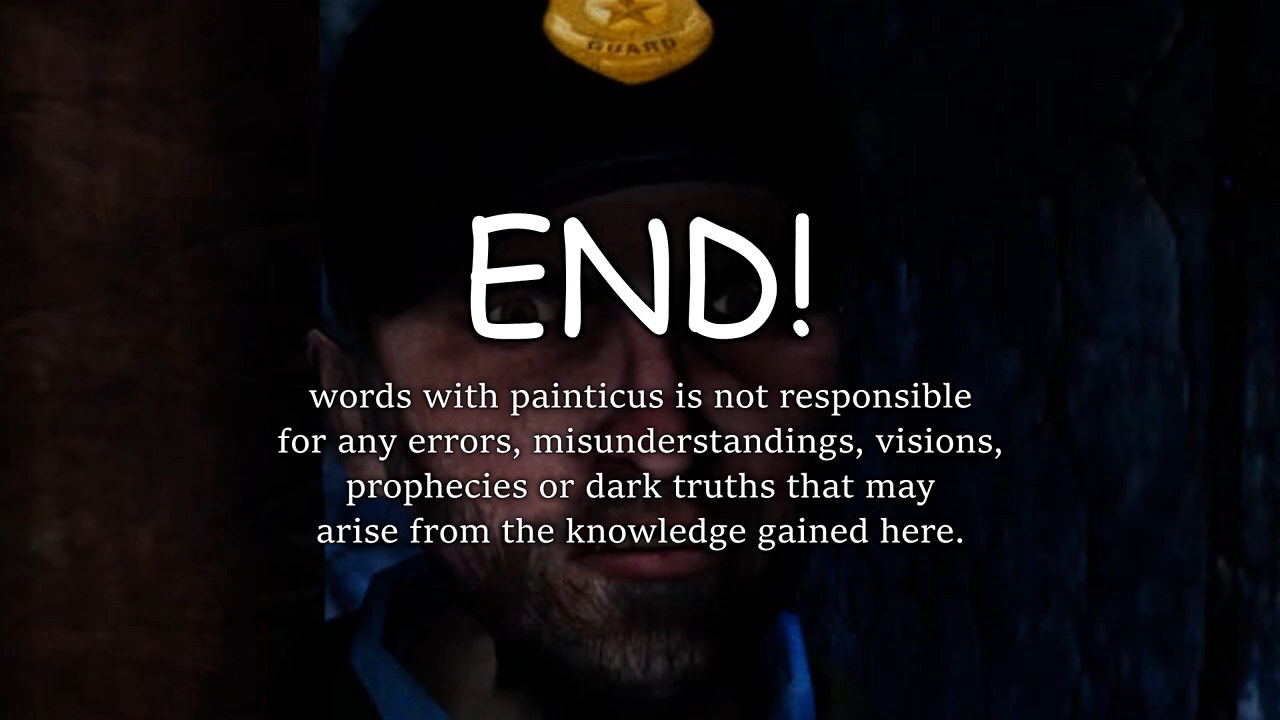 GUARD
END!
words with painticus is not responsible
for any errors, misunderstandings, visions,
prophecies or dark truths that may
arise from the knowledge gained here.